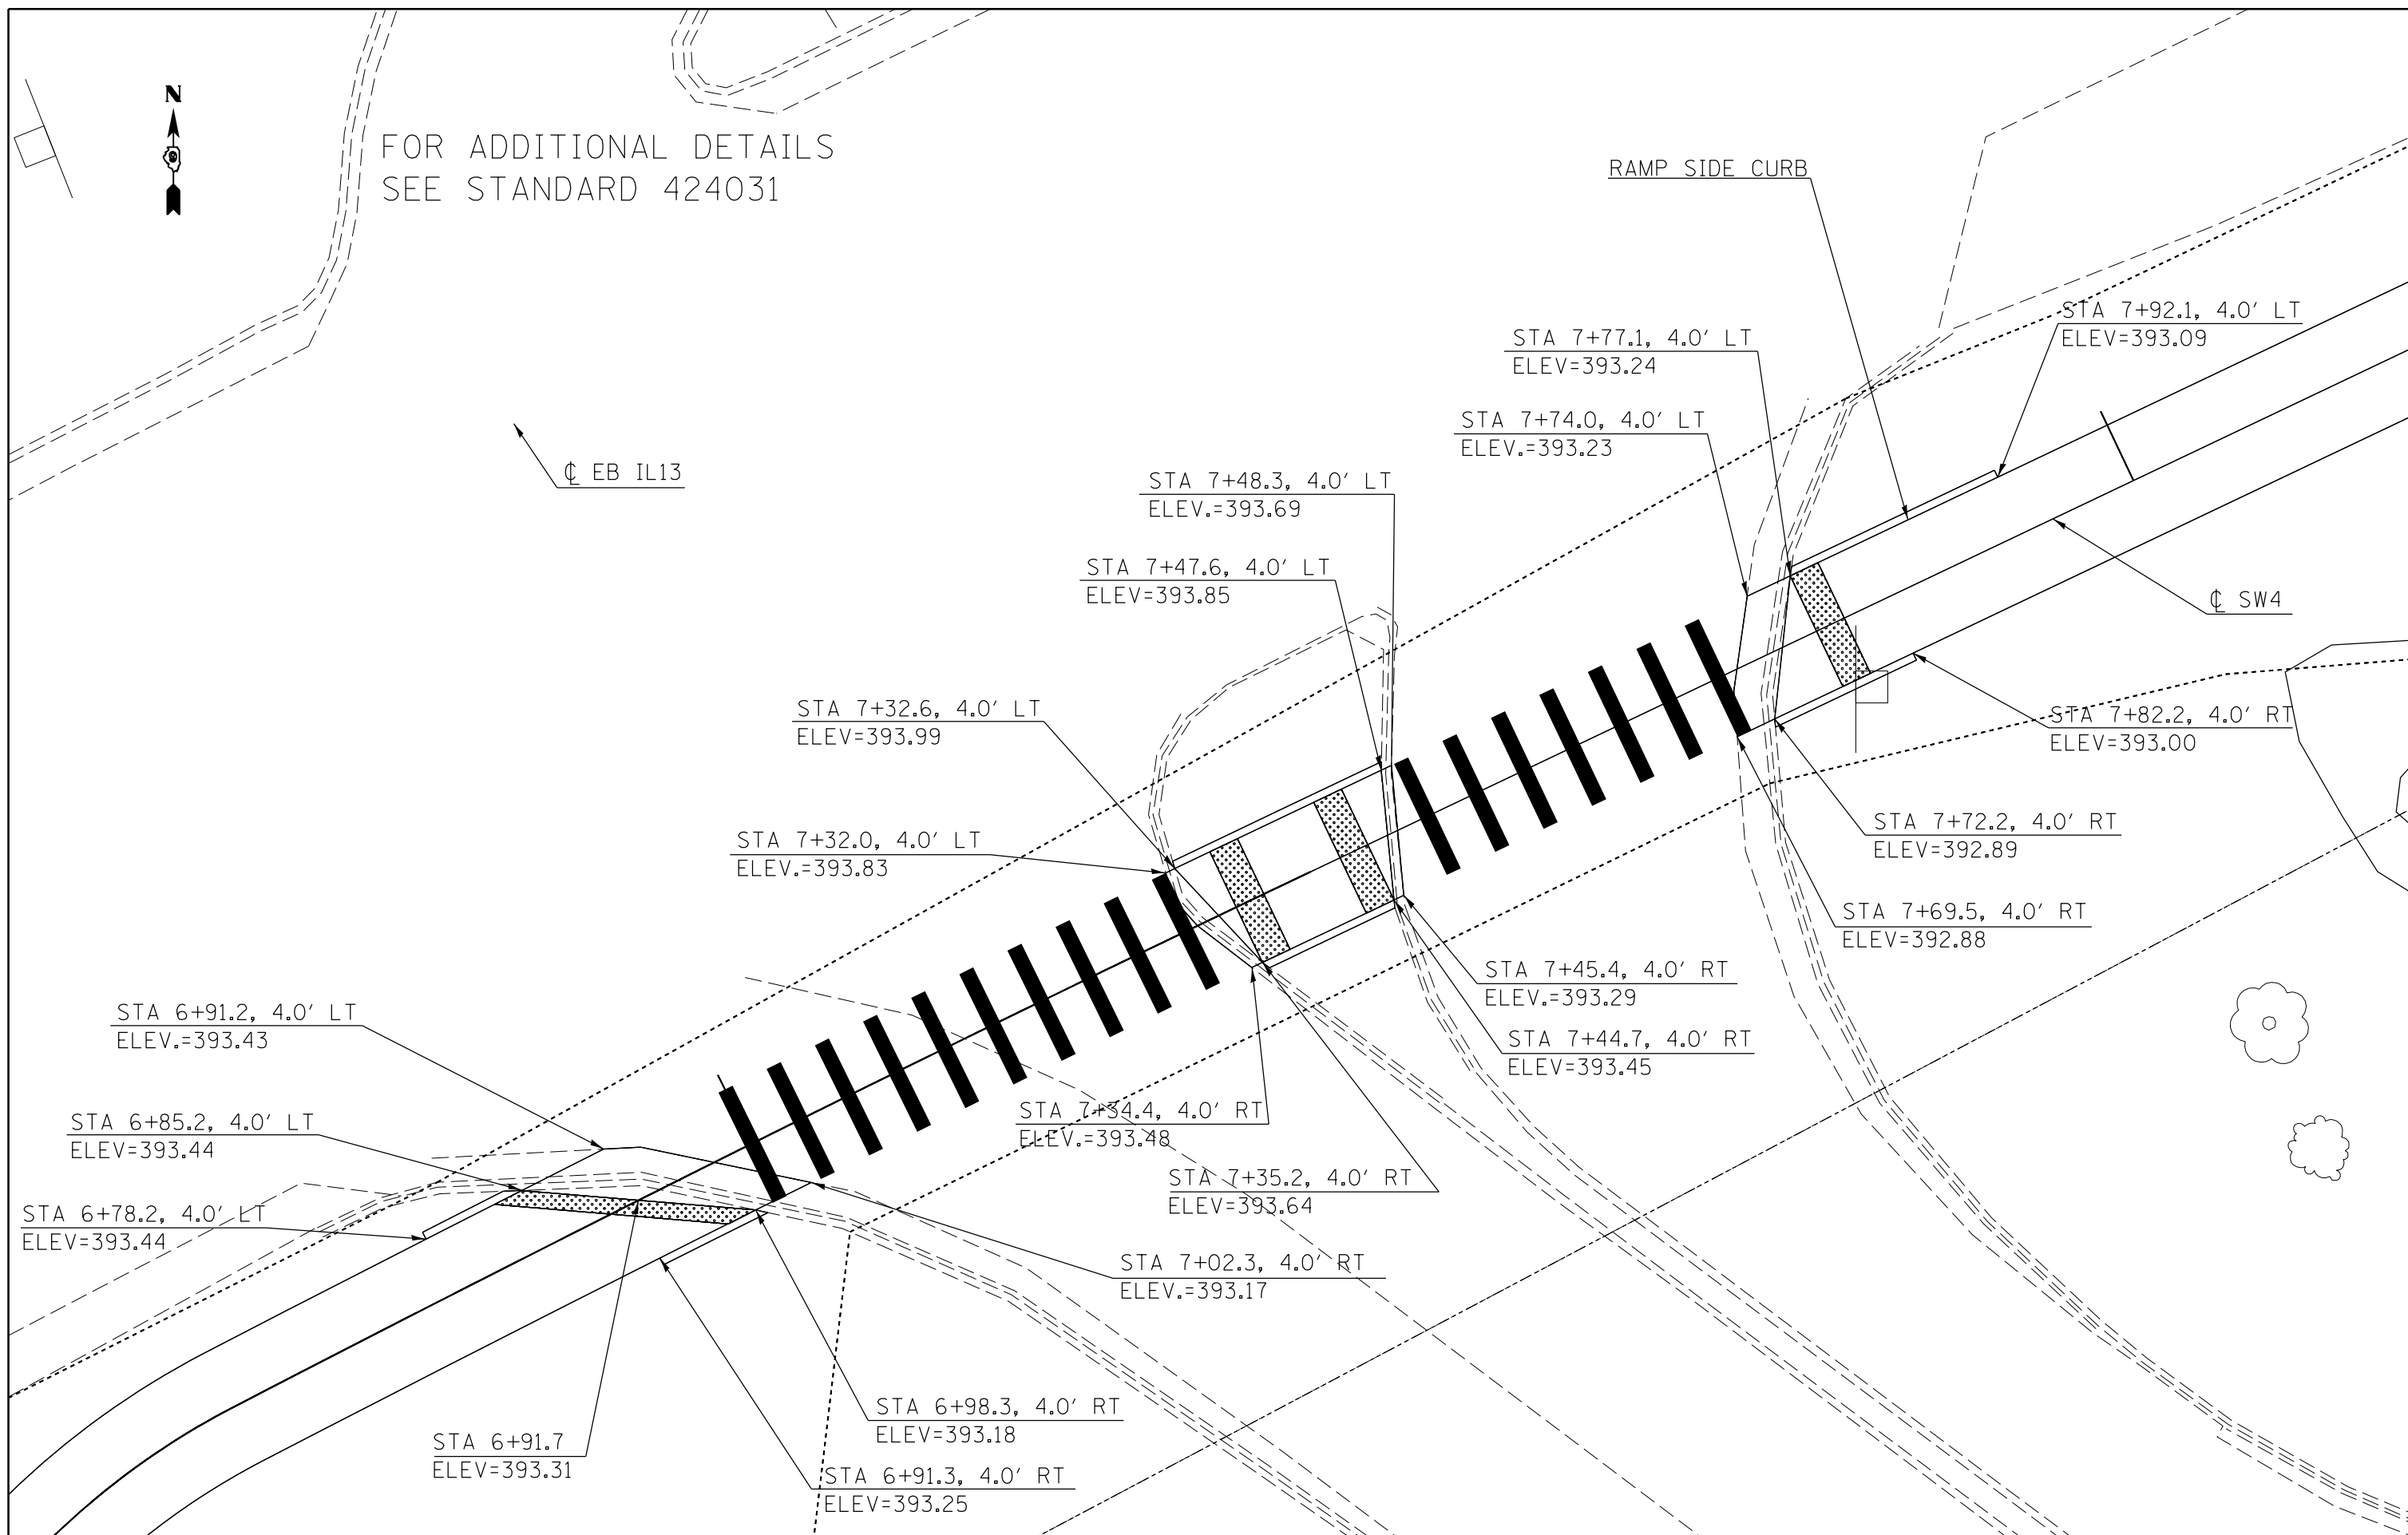 N
FOR ADDITIONAL DETAILS
SEE STANDARD 424031
RAMP SIDE CURB
STA 7+92.1, 4.0' LT
ELEV=393.09
STA 7+77.1, 4.0' LT
ELEV=393.24
STA 7+74.0, 4.0' LT
ELEV.=393.23
℄ EB IL13
STA 7+48.3, 4.0' LT
ELEV.=393.69
STA 7+47.6, 4.0' LT
ELEV=393.85
℄ SW4
STA 7+32.6, 4.0' LT
ELEV=393.99
STA 7+82.2, 4.0' RT
ELEV=393.00
STA 7+32.0, 4.0' LT
ELEV.=393.83
STA 7+72.2, 4.0' RT
ELEV=392.89
STA 7+69.5, 4.0' RT
ELEV=392.88
STA 7+45.4, 4.0' RT
ELEV.=393.29
STA 7+44.7, 4.0' RT
ELEV=393.45
STA 6+91.2, 4.0' LT
ELEV.=393.43
STA 7+34.4, 4.0' RT
ELEV.=393.48
STA 6+85.2, 4.0' LT
ELEV=393.44
STA 7+35.2, 4.0' RT
ELEV=393.64
STA 6+78.2, 4.0' LT
ELEV=393.44
STA 7+02.3, 4.0' RT
ELEV.=393.17
STA 6+98.3, 4.0' RT
ELEV=393.18
STA 6+91.7
ELEV=393.31
STA 6+91.3, 4.0' RT
ELEV=393.25